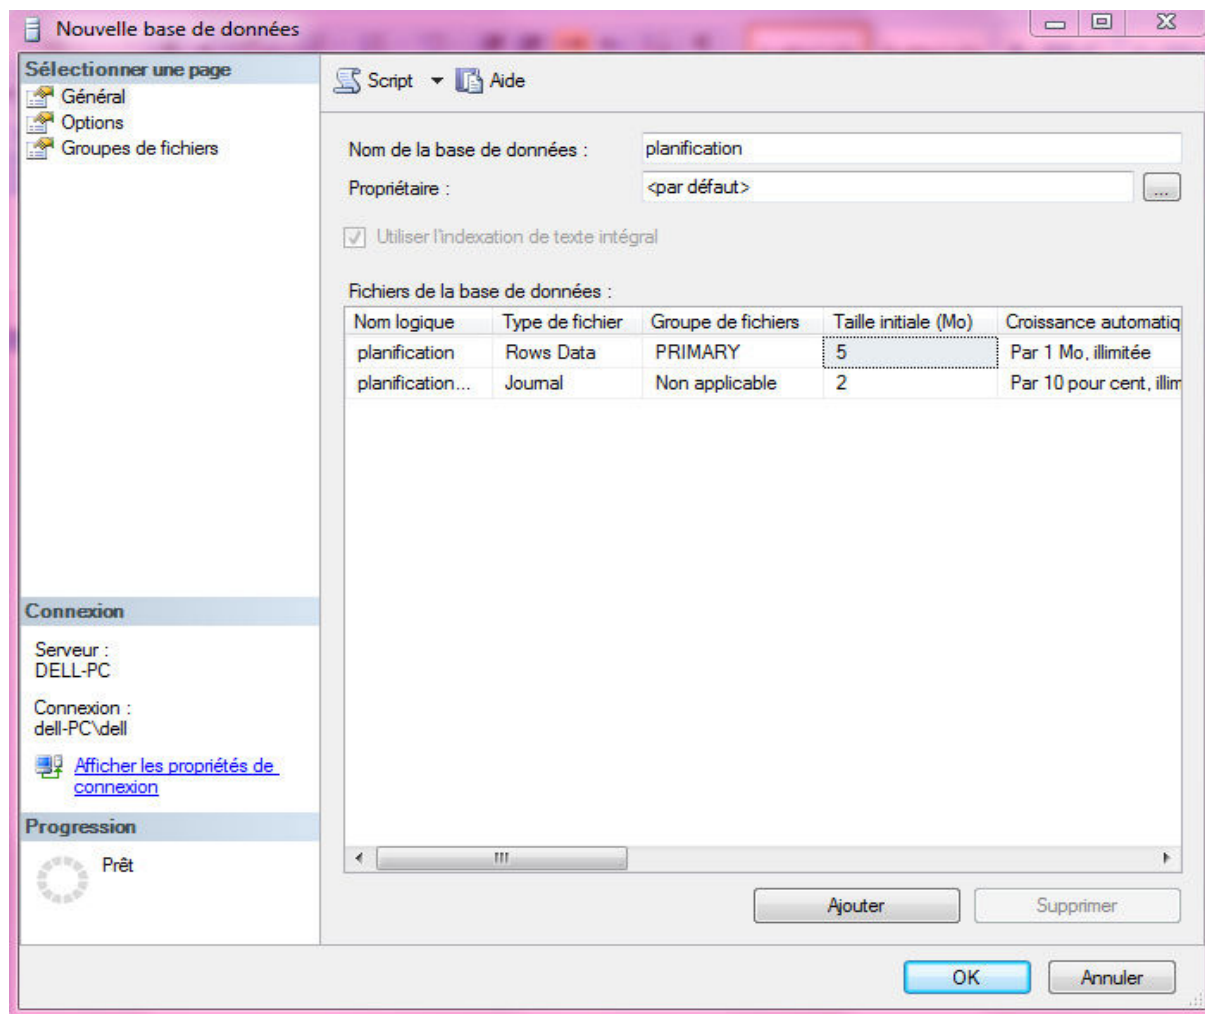 Nouvelle base de données
Sélectionner une page
Général
Options
Groupes de fichiers
Script
Aide
Nom de la base de données : planification
Propriétaire : <par défaut> ...
Utiliser l'indexation de texte intégral
Fichiers de la base de données :
Nom logique Type de fichier Groupe de fichiers Taille initiale (Mo) Croissance automatiq
planification Rows Data PRIMARY 5 Par 1 Mo, illimitée
planification... Journal Non applicable 2 Par 10 pour cent, illim
Connexion
Serveur :
DELL-PC
Connexion :
dell-PC\dell
Afficher les propriétés de
connexion
Progression
Prêt
Ajouter Supprimer
OK Annuler